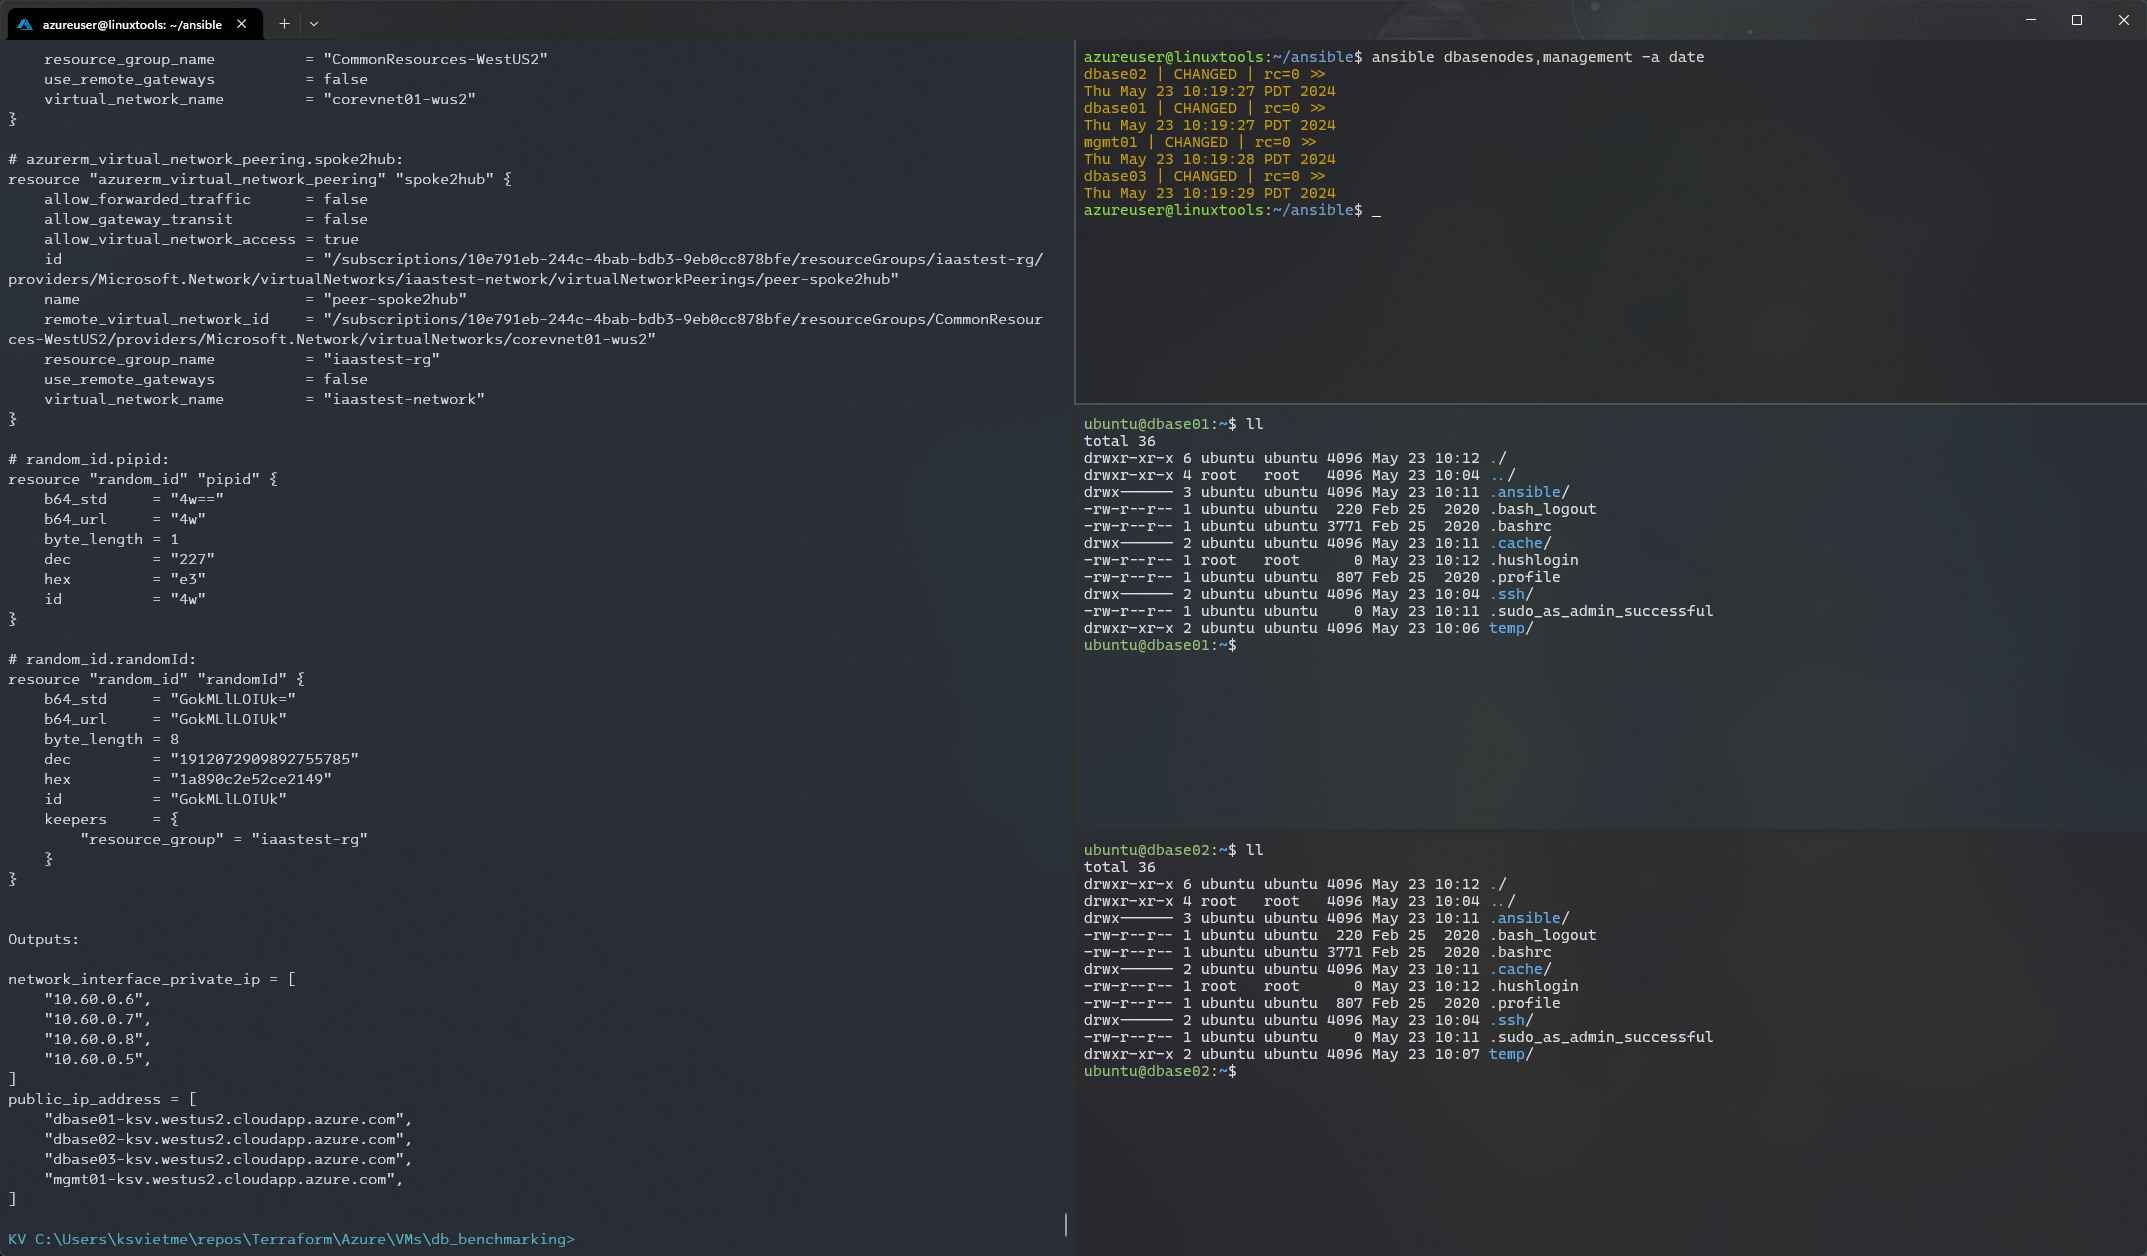 azureuser@linuxtools: ~/ansible
    resource_group_name          = "CommonResources-WestUS2"
    use_remote_gateways          = false
    virtual_network_name         = "corevnet01-wus2"
}

# azurerm_virtual_network_peering.spoke2hub:
resource "azurerm_virtual_network_peering" "spoke2hub" {
    allow_forwarded_traffic      = false
    allow_gateway_transit        = false
    allow_virtual_network_access = true
    id                           = "/subscriptions/10e791eb-244c-4bab-bdb3-9eb0cc878bfe/resourceGroups/iaastest-rg/
providers/Microsoft.Network/virtualNetworks/iaastest-network/virtualNetworkPeerings/peer-spoke2hub"
    name                         = "peer-spoke2hub"
    remote_virtual_network_id    = "/subscriptions/10e791eb-244c-4bab-bdb3-9eb0cc878bfe/resourceGroups/CommonResour
ces-WestUS2/providers/Microsoft.Network/virtualNetworks/corevnet01-wus2"
    resource_group_name          = "iaastest-rg"
    use_remote_gateways          = false
    virtual_network_name         = "iaastest-network"
}

# random_id.pipid:
resource "random_id" "pipid" {
    b64_std     = "4w=="
    b64_url     = "4w"
    byte_length = 1
    dec         = "227"
    hex         = "e3"
    id          = "4w"
}

# random_id.randomId:
resource "random_id" "randomId" {
    b64_std     = "GokMLlLOIUk="
    b64_url     = "GokMLlLOIUk"
    byte_length = 8
    dec         = "1912072909892755785"
    hex         = "1a890c2e52ce2149"
    id          = "GokMLlLOIUk"
    keepers     = {
        "resource_group" = "iaastest-rg"
    }
}

Outputs:

network_interface_private_ip = [
    "10.60.0.6",
    "10.60.0.7",
    "10.60.0.8",
    "10.60.0.5",
]
public_ip_address = [
    "dbase01-ksv.westus2.cloudapp.azure.com",
    "dbase02-ksv.westus2.cloudapp.azure.com",
    "dbase03-ksv.westus2.cloudapp.azure.com",
    "mgmt01-ksv.westus2.cloudapp.azure.com",
]

KV C:\Users\ksvietme\repos\Terraform\Azure\VMs\db_benchmarking>
azureuser@linuxtools:~/ansible$ ansible dbasenodes,management -a date
dbase02 | CHANGED | rc=0 >>
Thu May 23 10:19:27 PDT 2024
dbase01 | CHANGED | rc=0 >>
Thu May 23 10:19:27 PDT 2024
mgmt01 | CHANGED | rc=0 >>
Thu May 23 10:19:28 PDT 2024
dbase03 | CHANGED | rc=0 >>
Thu May 23 10:19:29 PDT 2024
azureuser@linuxtools:~/ansible$ _
ubuntu@dbase01:~$ ll
total 36
drwxr-xr-x 6 ubuntu ubuntu 4096 May 23 10:12 ./
drwxr-xr-x 4 root   root   4096 May 23 10:04 ../
drwx------ 3 ubuntu ubuntu 4096 May 23 10:11 .ansible/
-rw-r--r-- 1 ubuntu ubuntu  220 Feb 25  2020 .bash_logout
-rw-r--r-- 1 ubuntu ubuntu 3771 Feb 25  2020 .bashrc
drwx------ 2 ubuntu ubuntu 4096 May 23 10:11 .cache/
-rw-r--r-- 1 root   root      0 May 23 10:12 .hushlogin
-rw-r--r-- 1 ubuntu ubuntu  807 Feb 25  2020 .profile
drwx------ 2 ubuntu ubuntu 4096 May 23 10:04 .ssh/
-rw-r--r-- 1 ubuntu ubuntu    0 May 23 10:11 .sudo_as_admin_successful
drwxr-xr-x 2 ubuntu ubuntu 4096 May 23 10:06 temp/
ubuntu@dbase01:~$
ubuntu@dbase02:~$ ll
total 36
drwxr-xr-x 6 ubuntu ubuntu 4096 May 23 10:12 ./
drwxr-xr-x 4 root   root   4096 May 23 10:04 ../
drwx------ 3 ubuntu ubuntu 4096 May 23 10:11 .ansible/
-rw-r--r-- 1 ubuntu ubuntu  220 Feb 25  2020 .bash_logout
-rw-r--r-- 1 ubuntu ubuntu 3771 Feb 25  2020 .bashrc
drwx------ 2 ubuntu ubuntu 4096 May 23 10:11 .cache/
-rw-r--r-- 1 root   root      0 May 23 10:12 .hushlogin
-rw-r--r-- 1 ubuntu ubuntu  807 Feb 25  2020 .profile
drwx------ 2 ubuntu ubuntu 4096 May 23 10:04 .ssh/
-rw-r--r-- 1 ubuntu ubuntu    0 May 23 10:11 .sudo_as_admin_successful
drwxr-xr-x 2 ubuntu ubuntu 4096 May 23 10:07 temp/
ubuntu@dbase02:~$